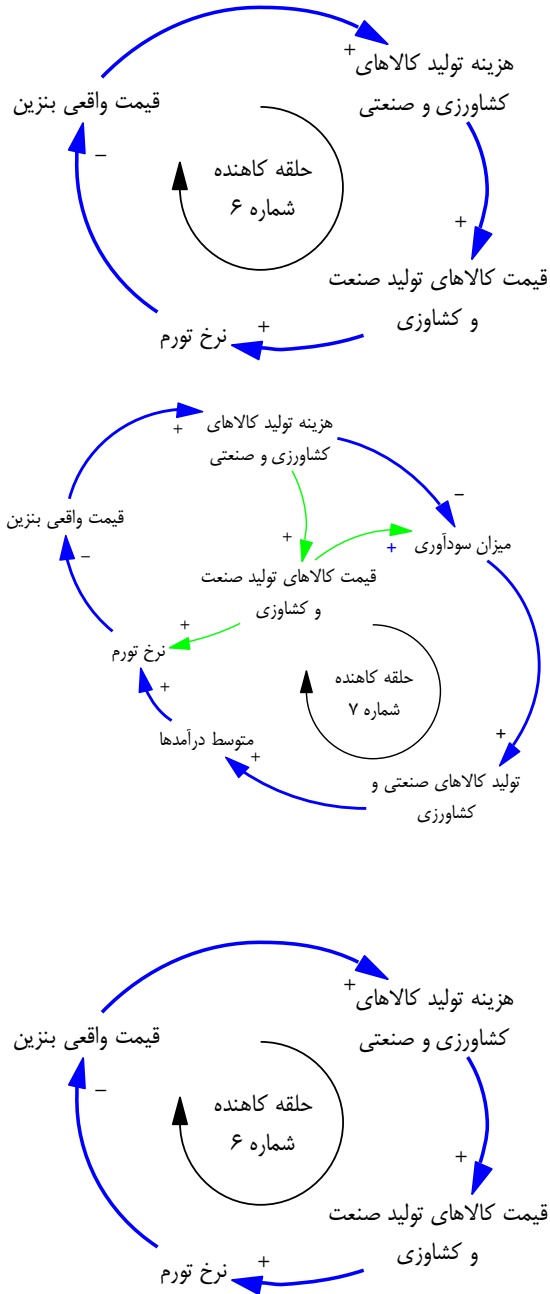 +
هزینه تولید کالاهای
کشاورزی و صنعتی
قیمت واقعی بنزین
–
حلقه کاهنده
شماره ۶
+
قیمت کالاهای تولید صنعت
و کشاوزی
+
نرخ تورم
هزینه تولید کالاهای
کشاورزی و صنعتی
+
–
قیمت واقعی بنزین
میزان سودآوری
+
+
–
قیمت کالاهای تولید صنعت
و کشاوزی
+
نرخ تورم
حلقه کاهنده
شماره ۷
+
متوسط درآمدها
+
+
تولید کالاهای صنعتی و
کشاورزی
+
هزینه تولید کالاهای
کشاورزی و صنعتی
قیمت واقعی بنزین
–
حلقه کاهنده
شماره ۶
+
قیمت کالاهای تولید صنعت
و کشاوزی
+
نرخ تورم